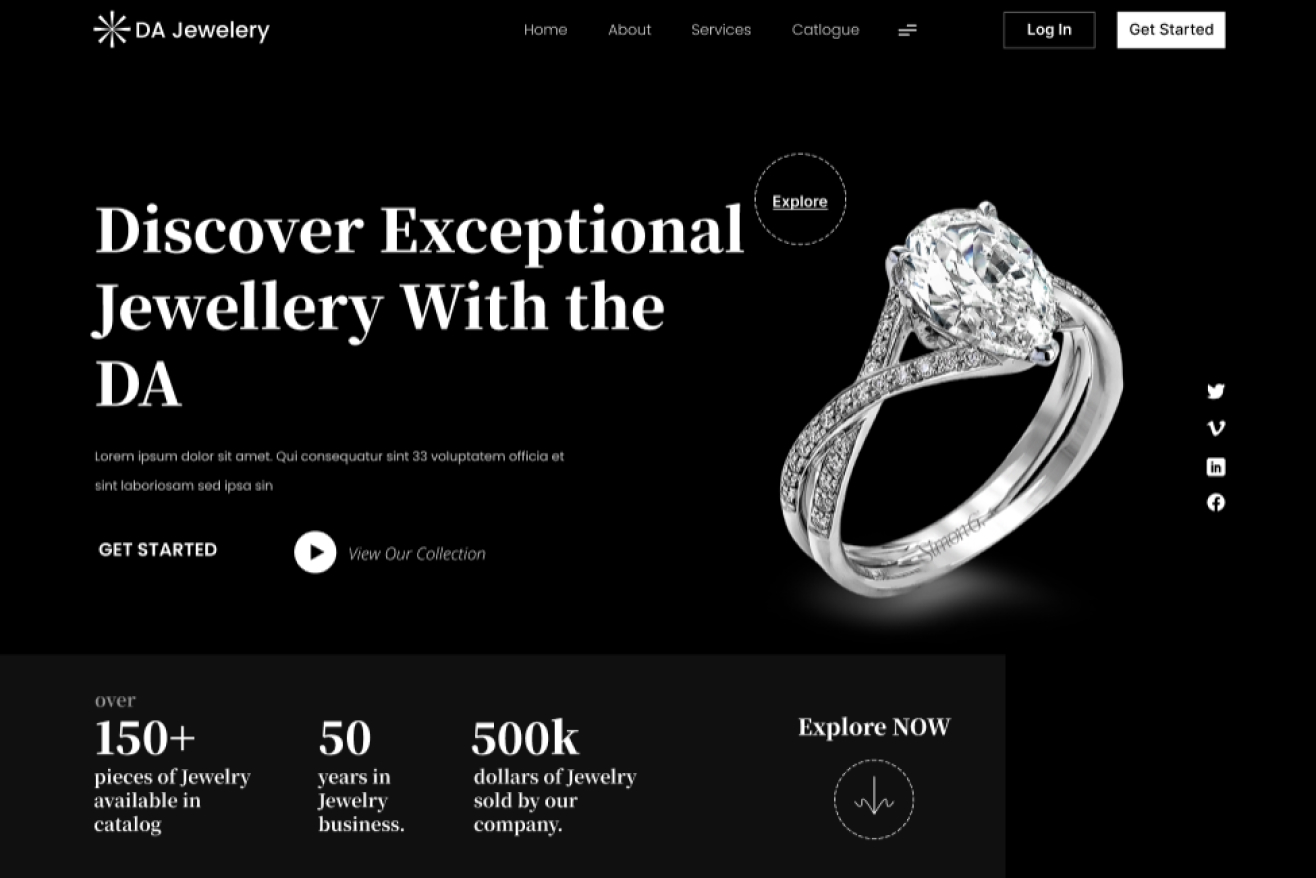 DA Jewelery
Home
About
Services
Catlogue
Log In
Get Started
Explore
Discover Exceptional
Jewellery With the
DA
Lorem ipsum dolor sit amet. Qui consequatur sint 33 voluptatem officia et
sint laboriosam sed ipsa sin
GET STARTED
View Our Collection
Simon G.
over
150+
pieces of Jewelry
available in
catalog
50
years in
Jewelry
business.
500k
dollars of Jewelry
sold by our
company.
Explore NOW